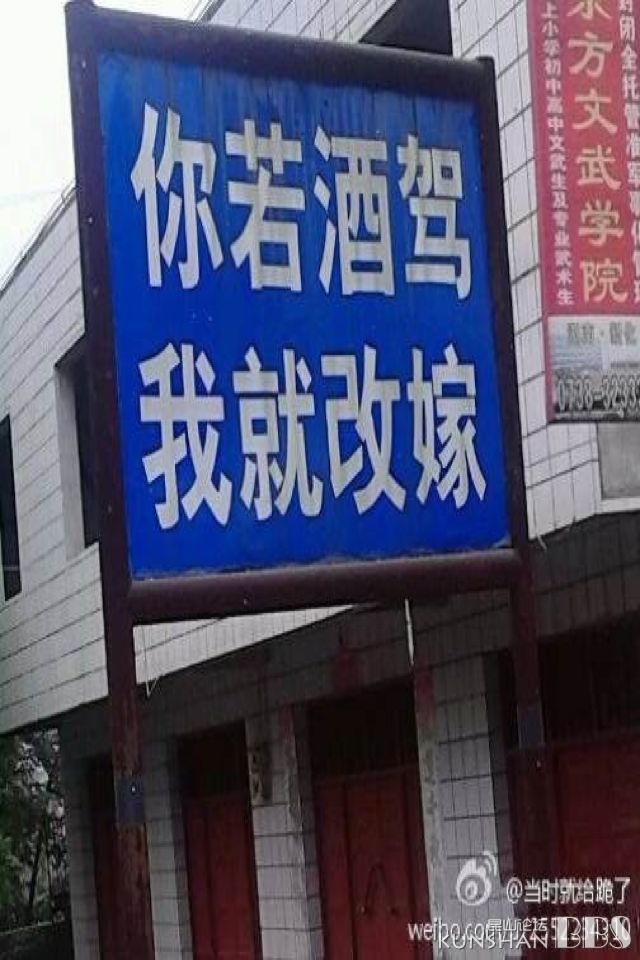 你若酒驾
我就改嫁
东方文武学院
上小学初中高中文武生及专业武术生
@当时就给跪了
KUNSHAN BBS